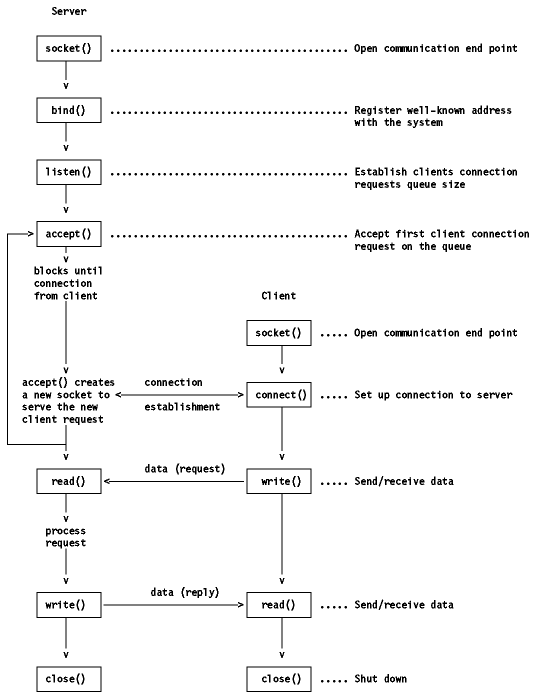 Server
socket()
Open communication end point
bind()
Register well-known address
with the system
listen()
Establish clients connection
requests queue size
accept()
Accept first client connection
request on the queue
blocks until
connection
from client
Client
socket()
Open communication end point
accept() creates
a new socket to
serve the new
client request
connection
establishment
connect()
Set up connection to server
read()
data (request)
write()
Send/receive data
process
request
write()
data (reply)
read()
Send/receive data
close()
close()
Shut down